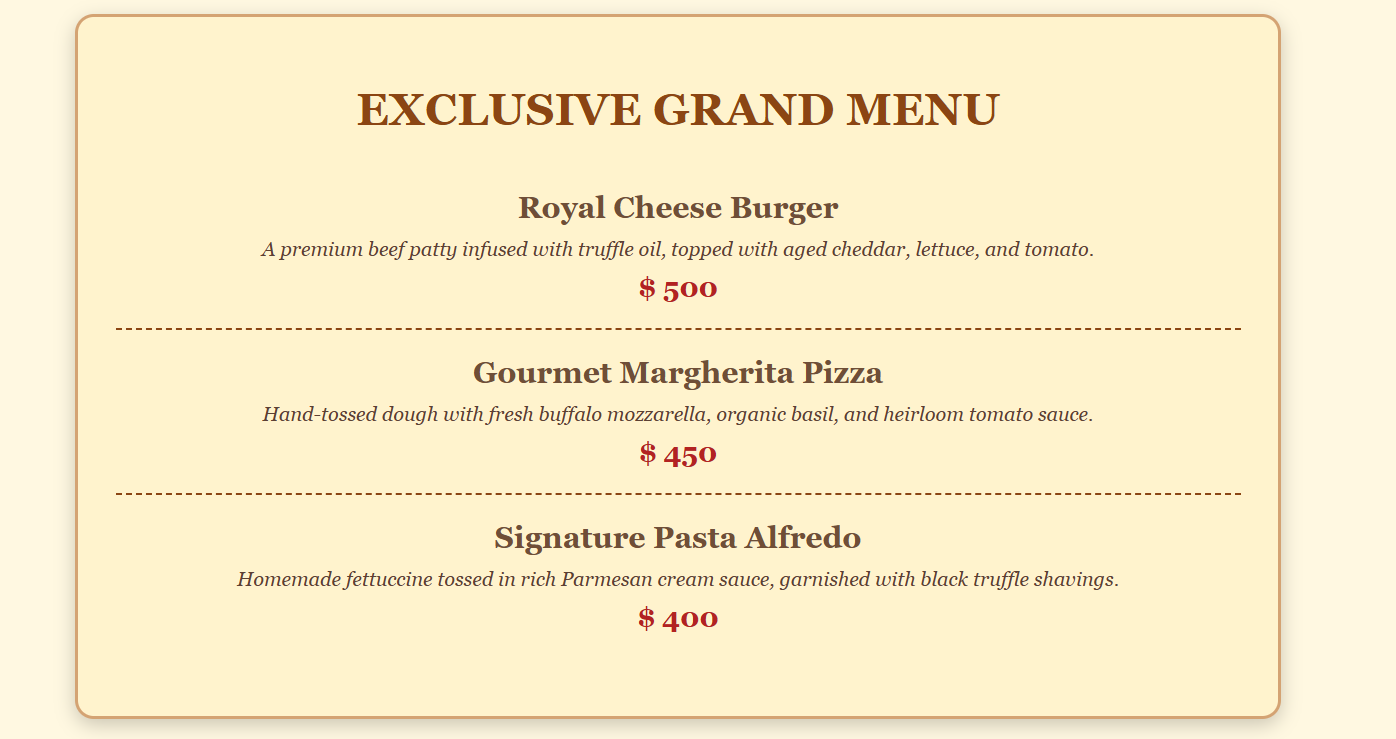 EXCLUSIVE GRAND MENU
Royal Cheese Burger
A premium beef patty infused with truffle oil, topped with aged cheddar, lettuce, and tomato.
$ 500
Gourmet Margherita Pizza
Hand-tossed dough with fresh buffalo mozzarella, organic basil, and heirloom tomato sauce.
$ 450
Signature Pasta Alfredo
Homemade fettuccine tossed in rich Parmesan cream sauce, garnished with black truffle shavings.
$ 400